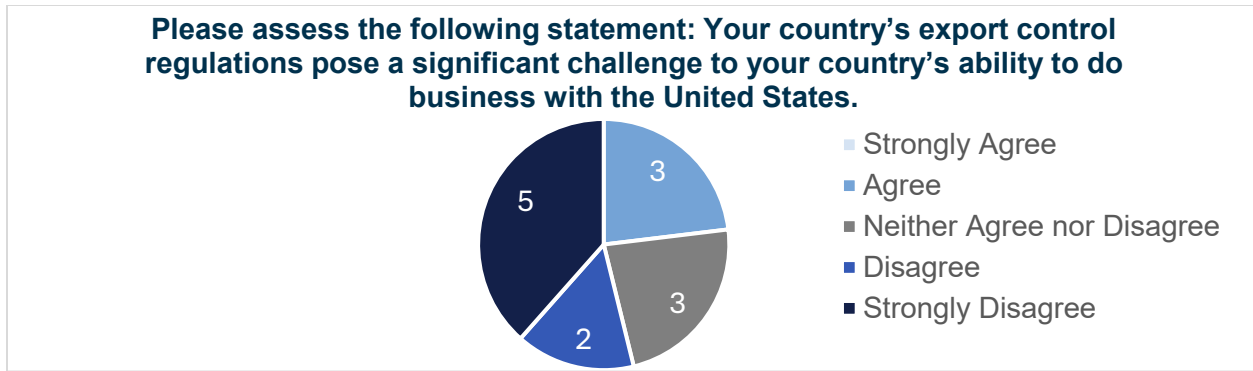 Please assess the following statement: Your country’s export control
regulations pose a significant challenge to your country’s ability to do
business with the United States.
3
5
3
2
Strongly Agree
Agree
Neither Agree nor Disagree
Disagree
Strongly Disagree